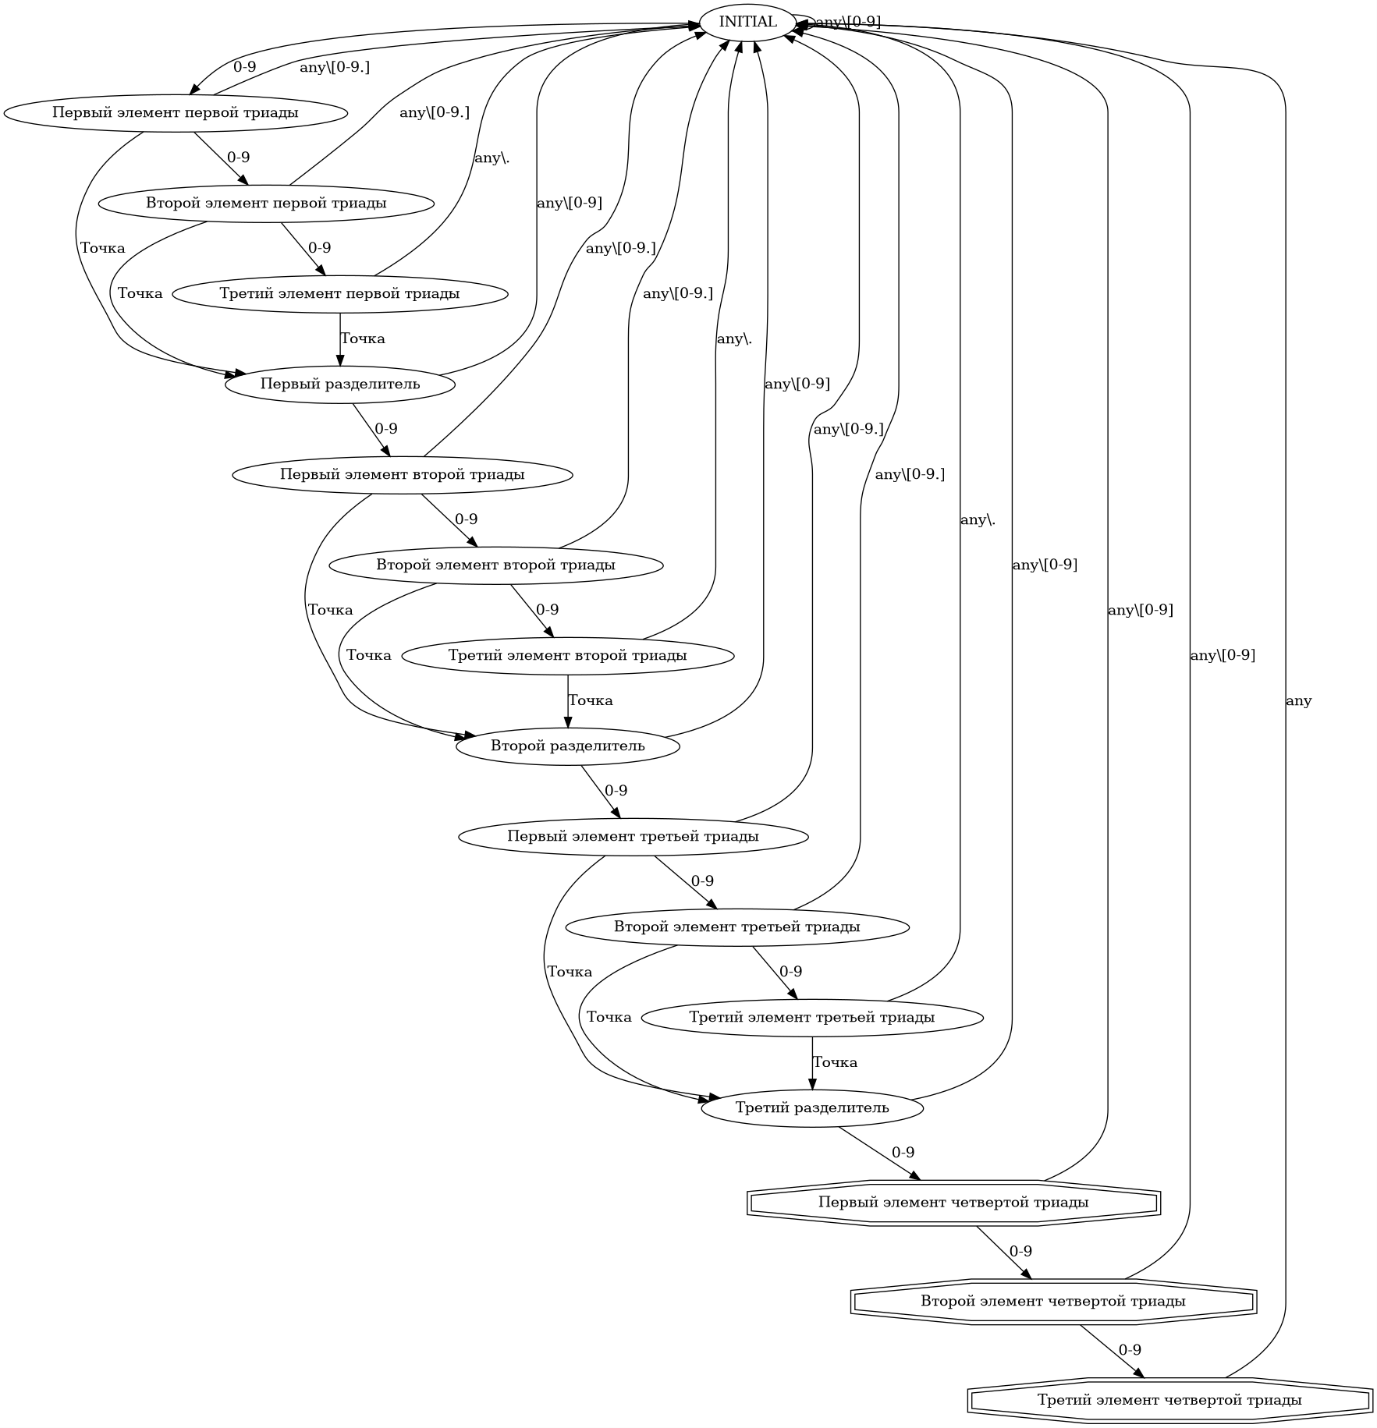 INITIAL
any\[0-9]
0-9
any\[0-9.]
Первый элемент первой триады
any\[0-9.]
0-9
any\.
Второй элемент первой триады
any\[0-9]
Точка
0-9
any\[0-9.]
Точка
Третий элемент первой триады
any\[0-9.]
Точка
any\.
Первый разделитель
any\[0-9]
0-9
any\[0-9.]
Первый элемент второй триады
any\[0-9.]
0-9
any\.
Второй элемент второй триады
any\[0-9]
Точка
0-9
any\[0-9]
Точка
Третий элемент второй триады
any\[0-9]
Точка
any
Второй разделитель
0-9
Первый элемент третьей триады
0-9
Второй элемент третьей триады
Точка
0-9
Точка
Третий элемент третьей триады
Точка
Третий разделитель
0-9
Первый элемент четвертой триады
0-9
Второй элемент четвертой триады
0-9
Третий элемент четвертой триады